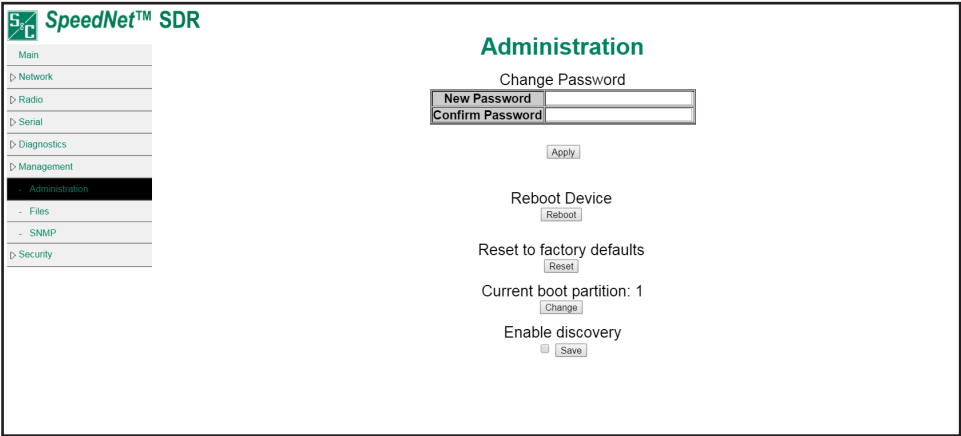 S&C SpeedNet™ SDR
Main
Network
Radio
Serial
Diagnostics
Management
- Administration
- Files
- SNMP
Security
Administration
Change Password
New Password
Confirm Password
Apply
Reboot Device
Reboot
Reset to factory defaults
Reset
Current boot partition: 1
Change
Enable discovery
Save